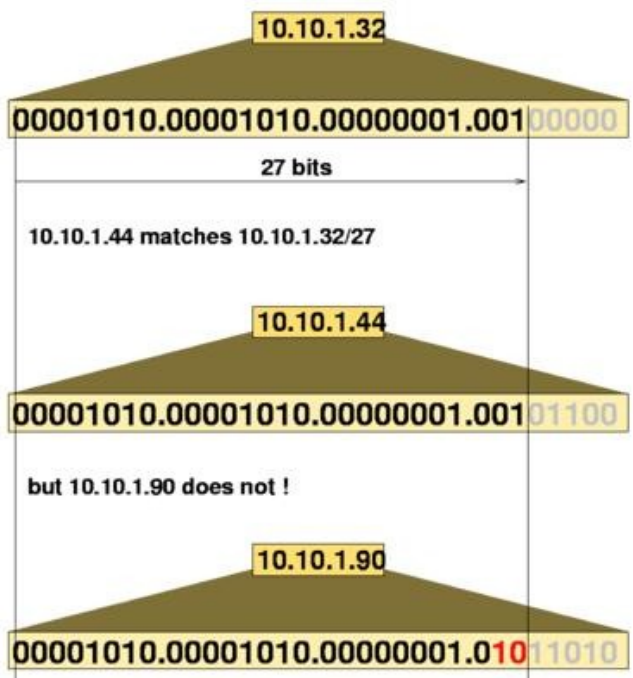 10.10.1.32
00001010.00001010.00000001.00100000
27 bits
10.10.1.44 matches 10.10.1.32/27
10.10.1.44
00001010.00001010.00000001.00101100
but 10.10.1.90 does not !
10.10.1.90
00001010.00001010.00000001.01011010